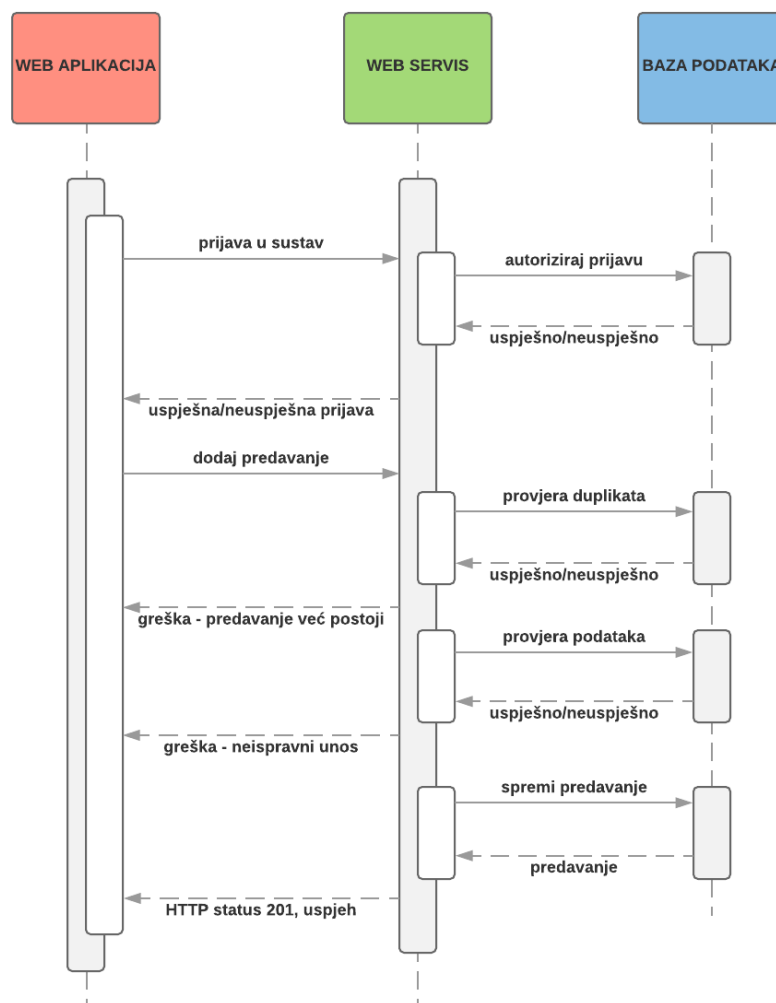 WEB APLIKACIJA
WEB SERVIS
BAZA PODATAKA
prijava u sustav
autoriziraj prijavu
uspješno/neuspješno
uspješna/neuspješna prijava
dodaj predavanje
provjera duplikata
uspješno/neuspješno
greška - predavanje već postoji
provjera podataka
uspješno/neuspješno
greška - neispravni unos
spremi predavanje
predavanje
HTTP status 201, uspjeh